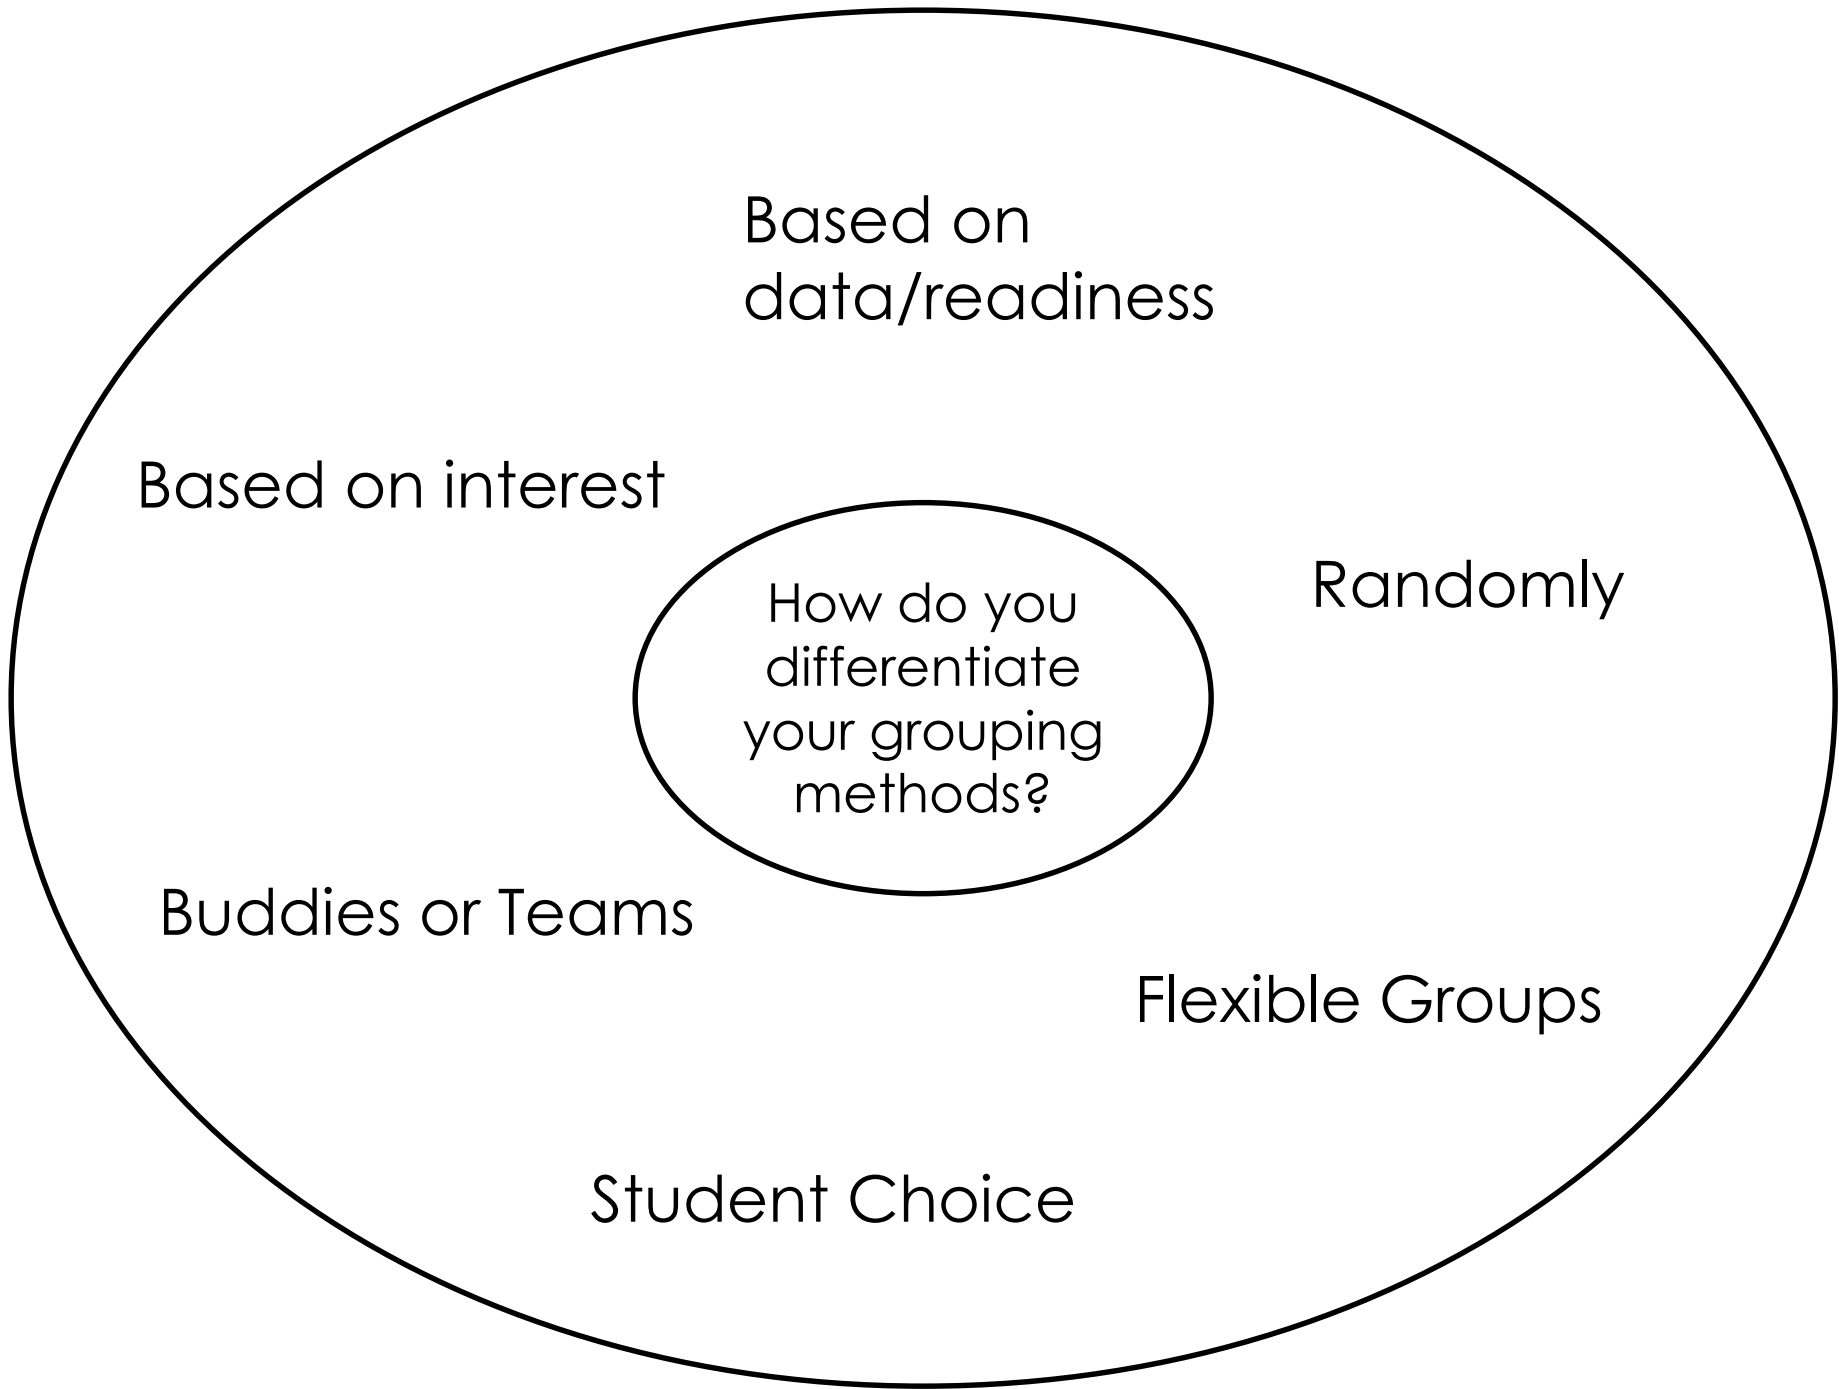 Based on
data/readiness
Based on interest
Randomly
How do you
differentiate
your grouping
methods?
Buddies or Teams
Flexible Groups
Student Choice